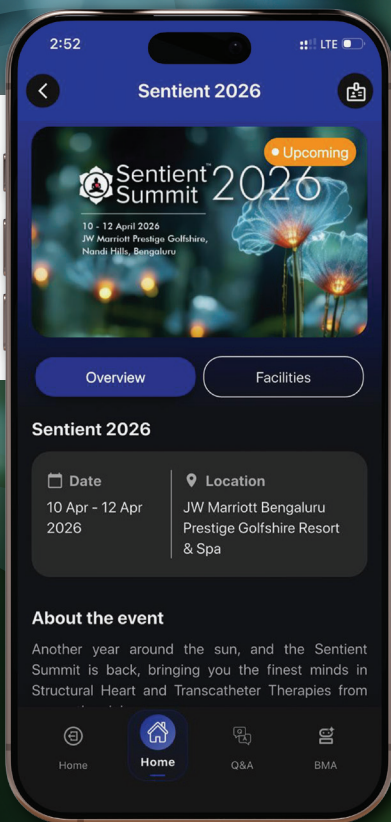 2:52
LTE
Sentient 2026
Upcoming
Sentient™ 2026
Summit
10 - 12 April 2026
JW Marriott Prestige Golfshire,
Nandi Hills, Bengaluru
Overview
Facilities
Sentient 2026
Date
Location
10 Apr - 12 Apr
2026
JW Marriott Bengaluru
Prestige Golfshire Resort
& Spa
About the event
Another year around the sun, and the Sentient
Summit is back, bringing you the finest minds in
Structural Heart and Transcatheter Therapies from
Home
Home
Q&A
BMA